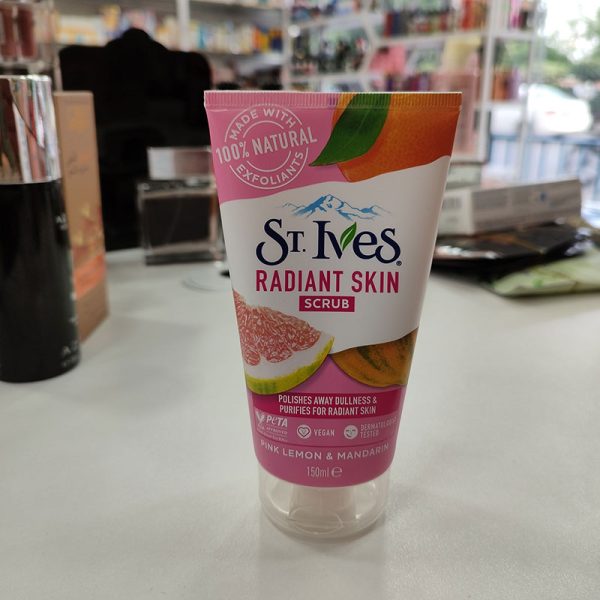 MADE WITH
100% NATURAL
EXFOLIANTS
ST. IVES®
RADIANT SKIN
SCRUB
POLISHES AWAY DULLNESS &
PURIFIES FOR RADIANT SKIN
PETA
VEGAN
DERMATOLOGIST
TESTED
PINK LEMON & MANDARIN
150ml ℮